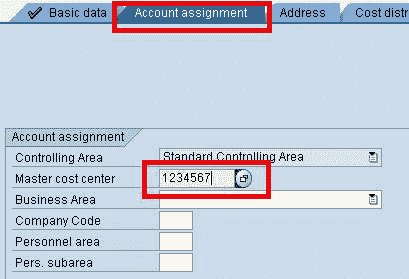 Basic data Account assignment Address Cost distr
Account assignment
Controlling Area Standard Controlling Area
Master cost center 1234567
Business Area
Company Code
Personnel area
Pers. subarea